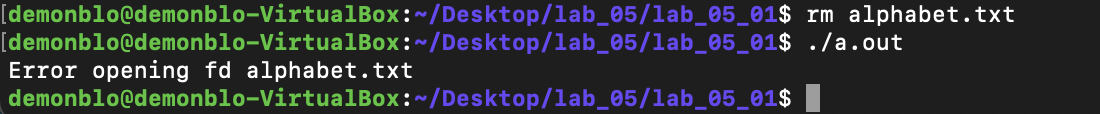 [demonblo@demonblo-VirtualBox:~/Desktop/lab_05/lab_05_01$ rm alphabet.txt
[demonblo@demonblo-VirtualBox:~/Desktop/lab_05/lab_05_01$ ./a.out
Error opening fd alphabet.txt
demonblo@demonblo-VirtualBox:~/Desktop/lab_05/lab_05_01$